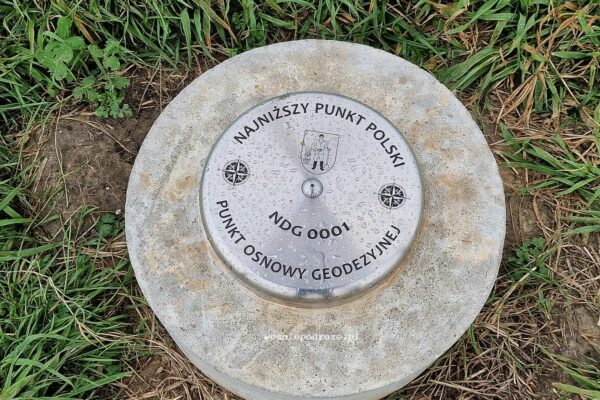 NAJNIŻSZY PUNKT POLSKI
NDG 0001
PUNKT OSNOWY GEODEZYJNEJ